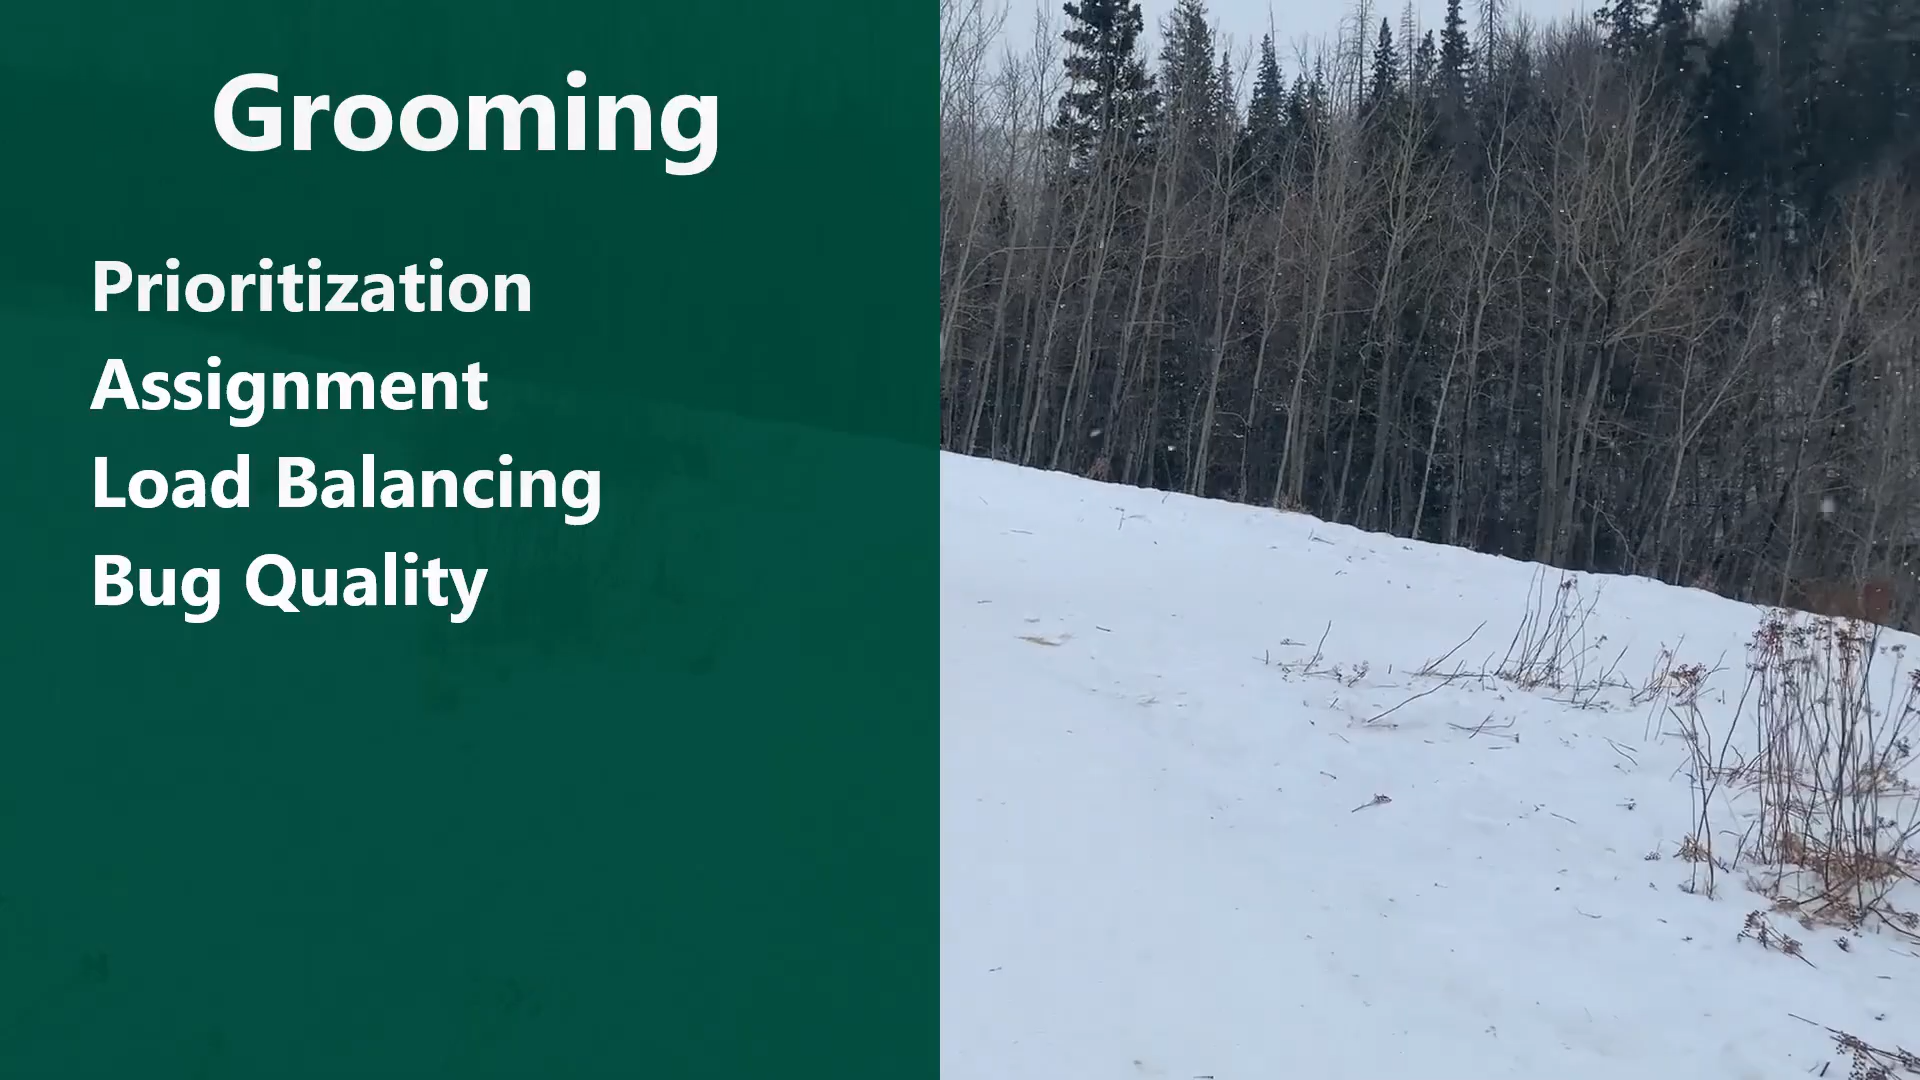 Grooming
Prioritization
Assignment
Load Balancing
Bug Quality